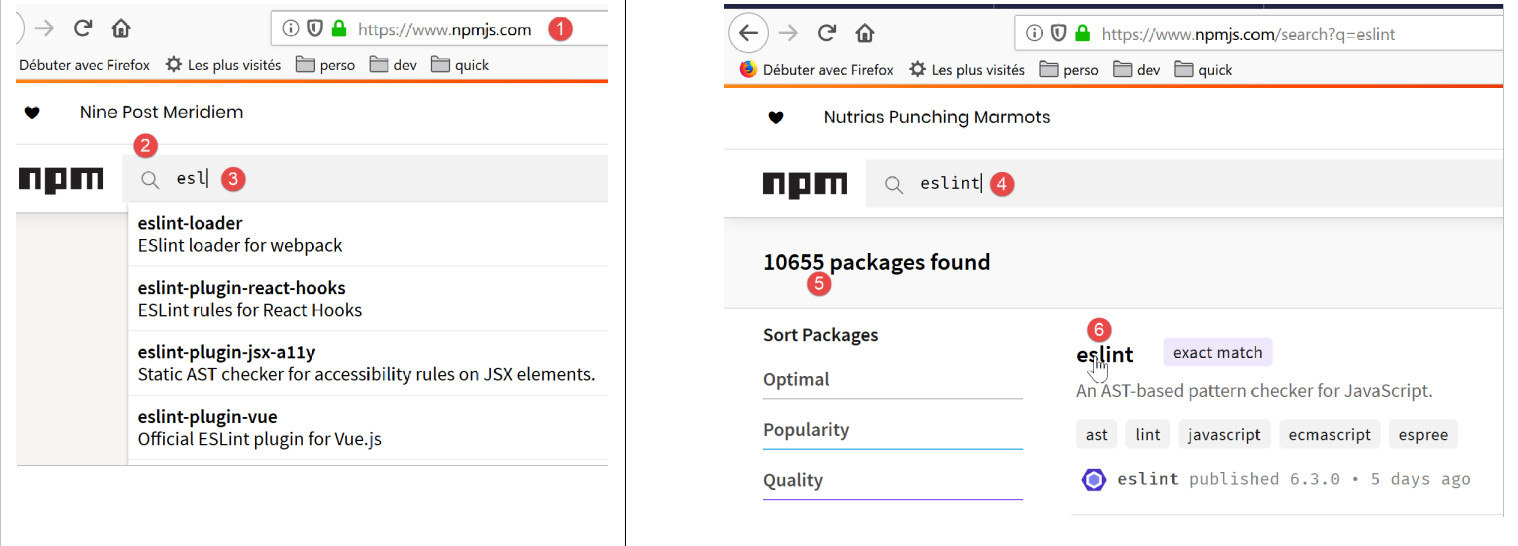 https://www.npmjs.com 1
Débuter avec Firefox Les plus visités perso dev quick
Nine Post Meridiem
2
npm esl 3
eslint-loader
ESlint loader for webpack
eslint-plugin-react-hooks
ESLint rules for React Hooks
eslint-plugin-jsx-a11y
Static AST checker for accessibility rules on JSX elements.
eslint-plugin-vue
Official ESLint plugin for Vue.js
https://www.npmjs.com/search?q=eslint
Débuter avec Firefox Les plus visités perso dev quick
Nutrias Punching Marmots
npm eslint 4
10655 packages found
5
Sort Packages
Optimal
Popularity
Quality
6
eslint exact match
An AST-based pattern checker for JavaScript.
ast lint javascript ecmascript espree
eslint published 6.3.0 • 5 days ago